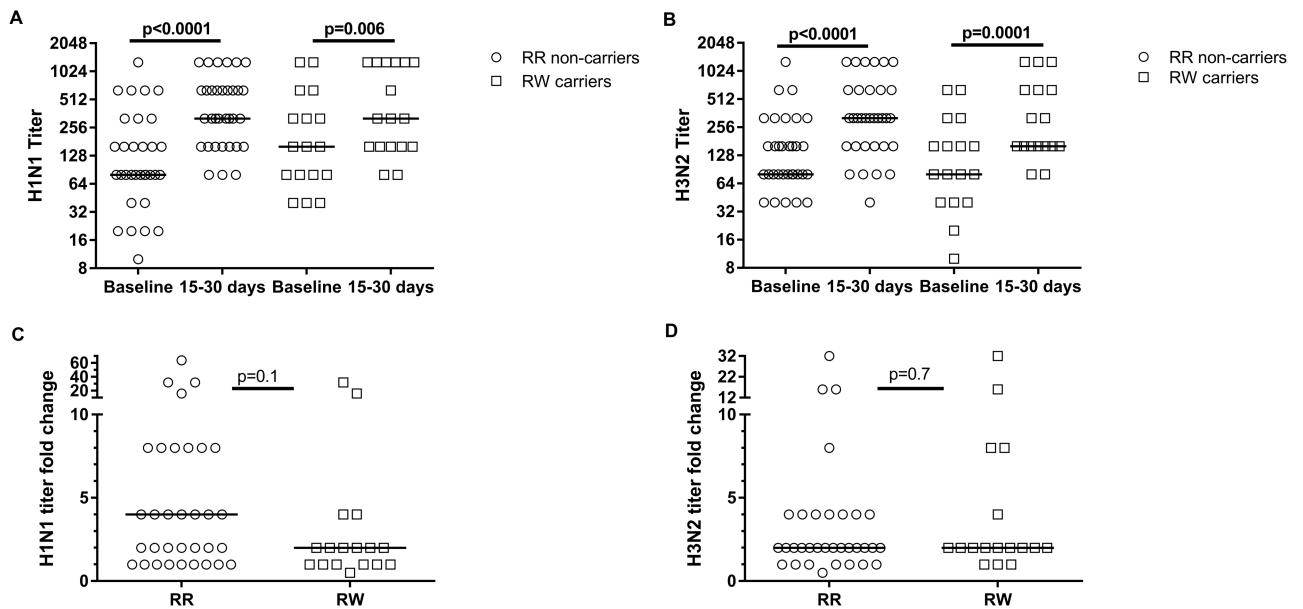 A
p<0.0001
p=0.006
H1N1 Titer
2048
1024
512
256
128
64
32
16
8
Baseline 15-30 days Baseline 15-30 days
RR non-carriers
RW carriers
B
p<0.0001
p=0.0001
H3N2 Titer
2048
1024
512
256
128
64
32
16
8
Baseline 15-30 days Baseline 15-30 days
RR non-carriers
RW carriers
C
p=0.1
H1N1 titer fold change
60
40
20
10
5
0
RR RW
D
p=0.7
H3N2 titer fold change
32
22
12
10
5
0
RR RW